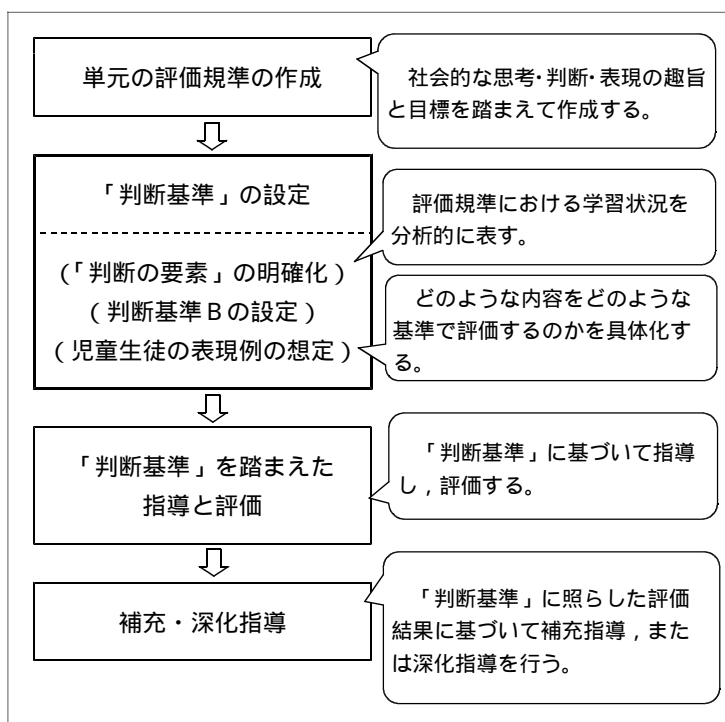 単元の評価規準の作成
社会的な思考・判断・表現の趣旨
と目標を踏まえて作成する。
「判断基準」の設定
評価規準における学習状況を
分析的に表す。
(「判断の要素」の明確化)
(判断基準Bの設定)
(児童生徒の表現例の想定)
どのような内容をどのような
基準で評価するのかを具体化す
る。
「判断基準」を踏まえた
指導と評価
「判断基準」に基づいて指導
し,評価する。
補充・深化指導
「判断基準」に照らした評価
結果に基づいて補充指導,また
は深化指導を行う。